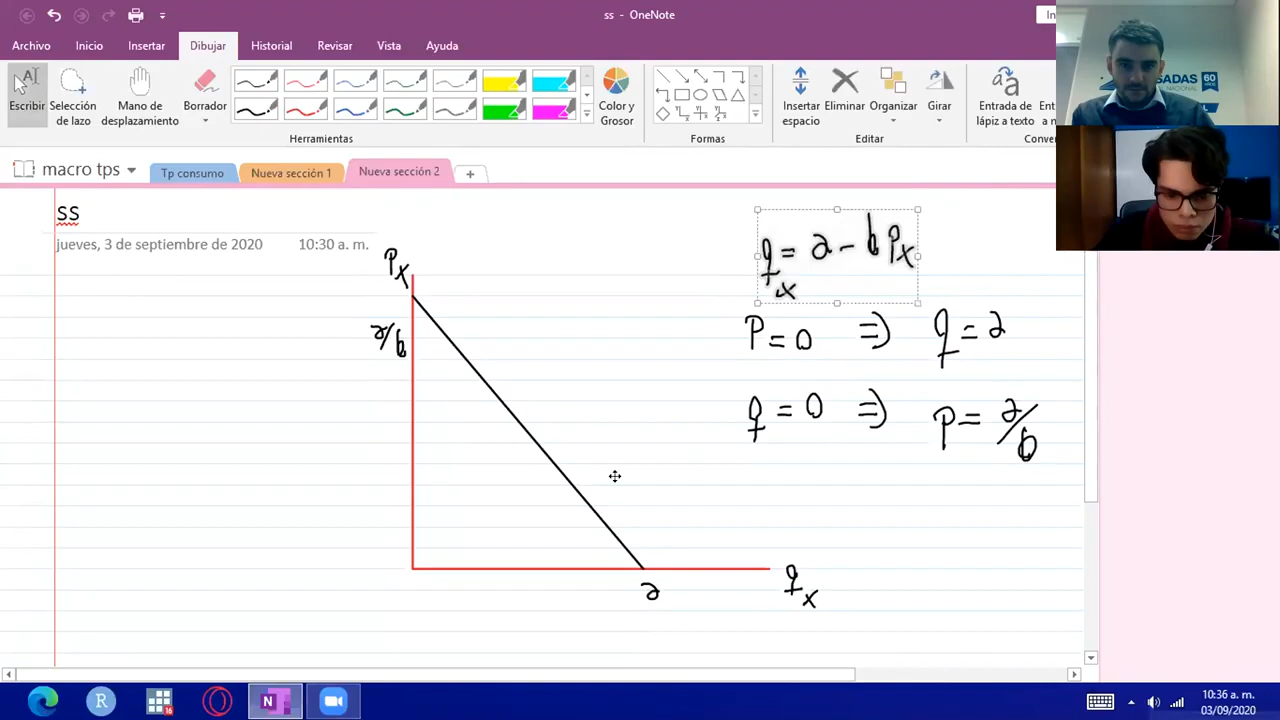 ss - OneNote
Archivo Inicio Insertar Dibujar Historial Revisar Vista Ayuda
Escribir
Selección de lazo
Mano de desplazamiento
Borrador
Color y Grosor
Insertar espacio
Eliminar
Organizar
Girar
Entrada de lápiz a texto
Herramientas
Formas
Editar
SADAS 60
NACIONAL
macro tps
Tp consumo
Nueva sección 1
Nueva sección 2
ss
jueves, 3 de septiembre de 2020 10:30 a. m.
Px
a/b
a
qx
qx = a - b Px
P = 0 => q = a
q = 0 => P = a/b
10:36 a. m.
03/09/2020